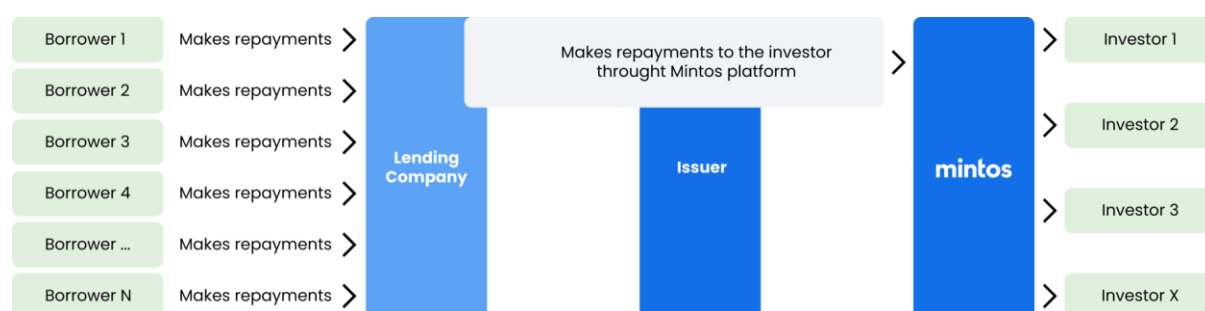 Borrower 1
Makes repayments
Borrower 2
Makes repayments
Borrower 3
Makes repayments
Borrower 4
Makes repayments
Borrower ...
Makes repayments
Borrower N
Makes repayments
Lending
Company
Makes repayments to the investor
throught Mintos platform
Issuer
mintos
Investor 1
Investor 2
Investor 3
Investor X